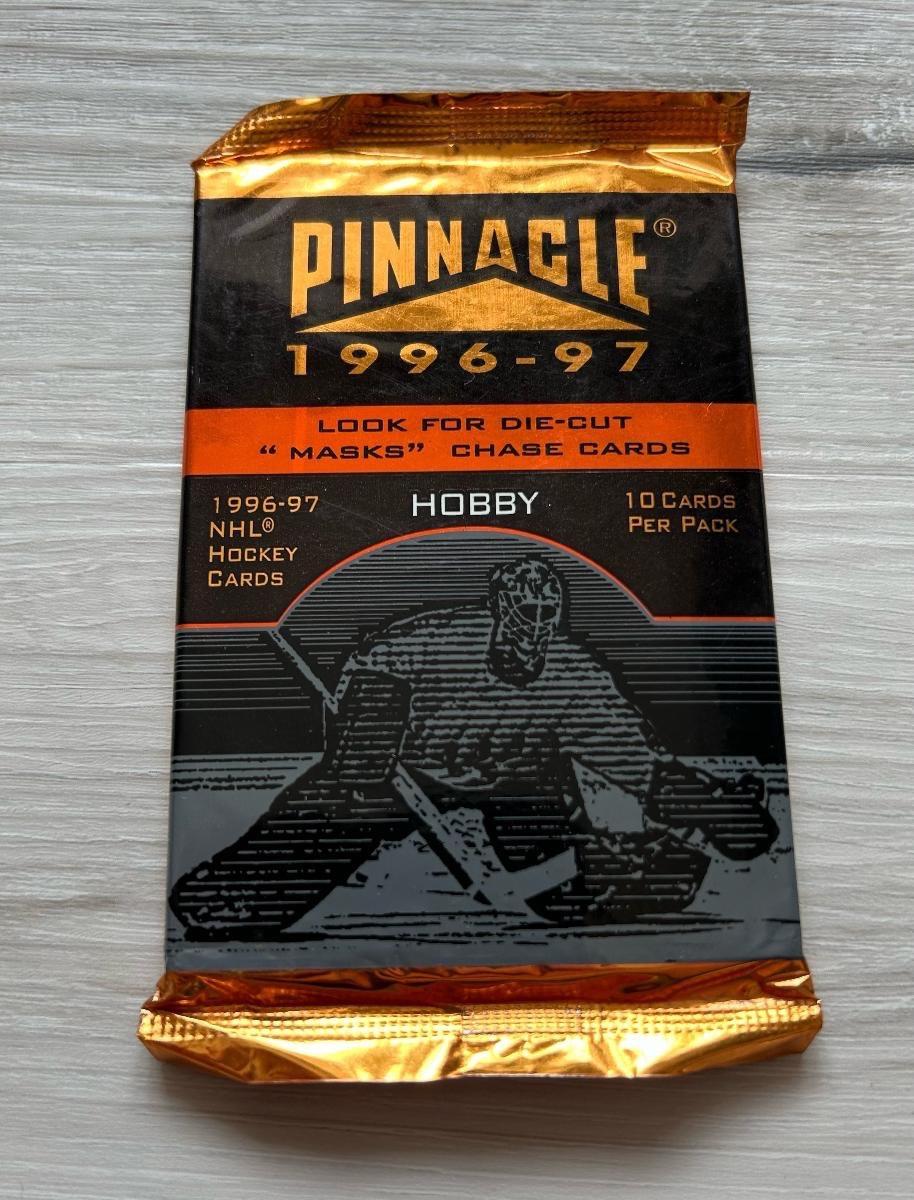 PINNACLE®
1996-97
LOOK FOR DIE-CUT
“ MASKS” CHASE CARDS
1996-97
NHL®
HOCKEY
CARDS
HOBBY
10 CARDS
PER PACK